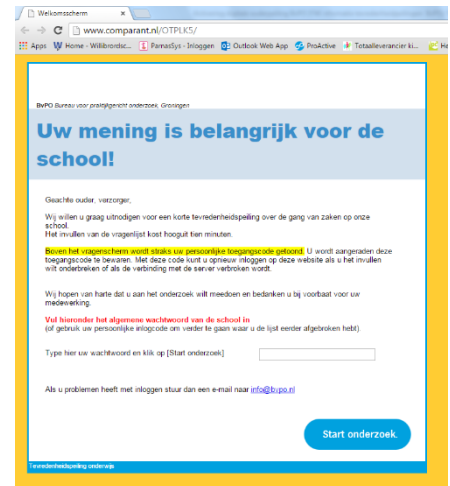 Welkomsscherm
www.comparant.nl/OTPLK5/
Apps W Home - Willibrordsc... ParnasSys - Inloggen Outlook Web App ProActive Totaalleverancier ki... He
BvPO Bureau voor praktijkgericht onderzoek, Groningen
Uw mening is belangrijk voor de
school!
Geachte ouder, verzorger,
Wij willen u graag uitnodigen voor een korte tevredenheidspeiling over de gang van zaken op onze
school.
Het invullen van de vragenlijst kost hooguit tien minuten.
Boven het vragenscherm wordt straks uw persoonlijke toegangscode getoond. U wordt aangeraden deze
toegangscode te bewaren. Met deze code kunt u opnieuw inloggen op deze website als u het invullen
wilt onderbreken of als de verbinding met de server verbroken wordt.
Wij hopen van harte dat u aan het onderzoek wilt meedoen en bedanken u bij voorbaat voor uw
medewerking.
Vul hieronder het algemene wachtwoord van de school in
(of gebruik uw persoonlijke inlogcode om verder te gaan waar u de lijst eerder afgebroken hebt).
Type hier uw wachtwoord en klik op [Start onderzoek]
Als u problemen heeft met inloggen stuur dan een e-mail naar info@bvpo.nl
Start onderzoek.
Tevredenheidspeiling onderwijs